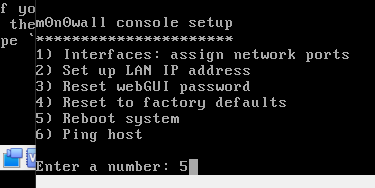 f yo
the
pe `
m0n0wall console setup
**********************
1) Interfaces: assign network ports
2) Set up LAN IP address
3) Reset webGUI password
4) Reset to factory defaults
5) Reboot system
6) Ping host
Enter a number: 5